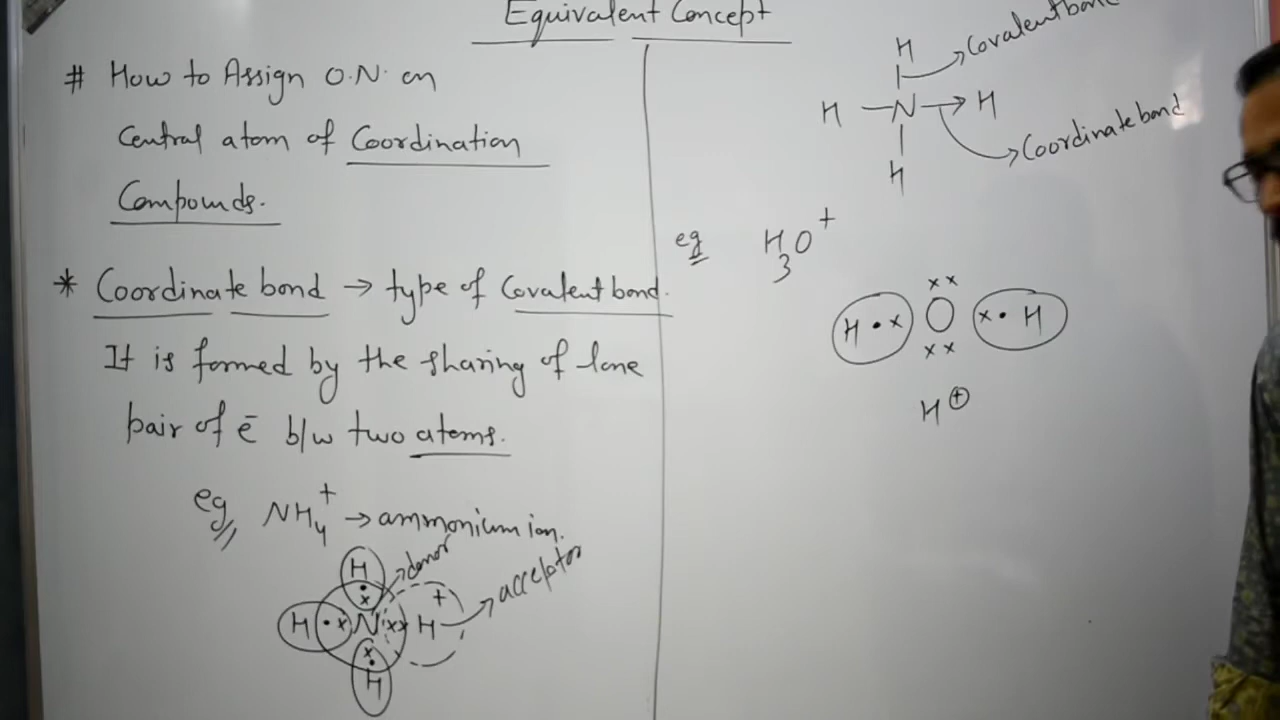 Equivalent Concept
# How to Assign O.N. on
Central atom of Coordination
Compounds.
* Coordinate bond → type of Covalent bond.
It is formed by the sharing of lone
pair of ē b/w two atoms.
eg NH4+ → ammonium ion.
H → donor
H • x N xx H + → acceptor
x •
H
H → Covalent bond
H — N → H
→ Coordinate bond
H
eg H3O+
x x
H • x O x • H
x x
H ⊕